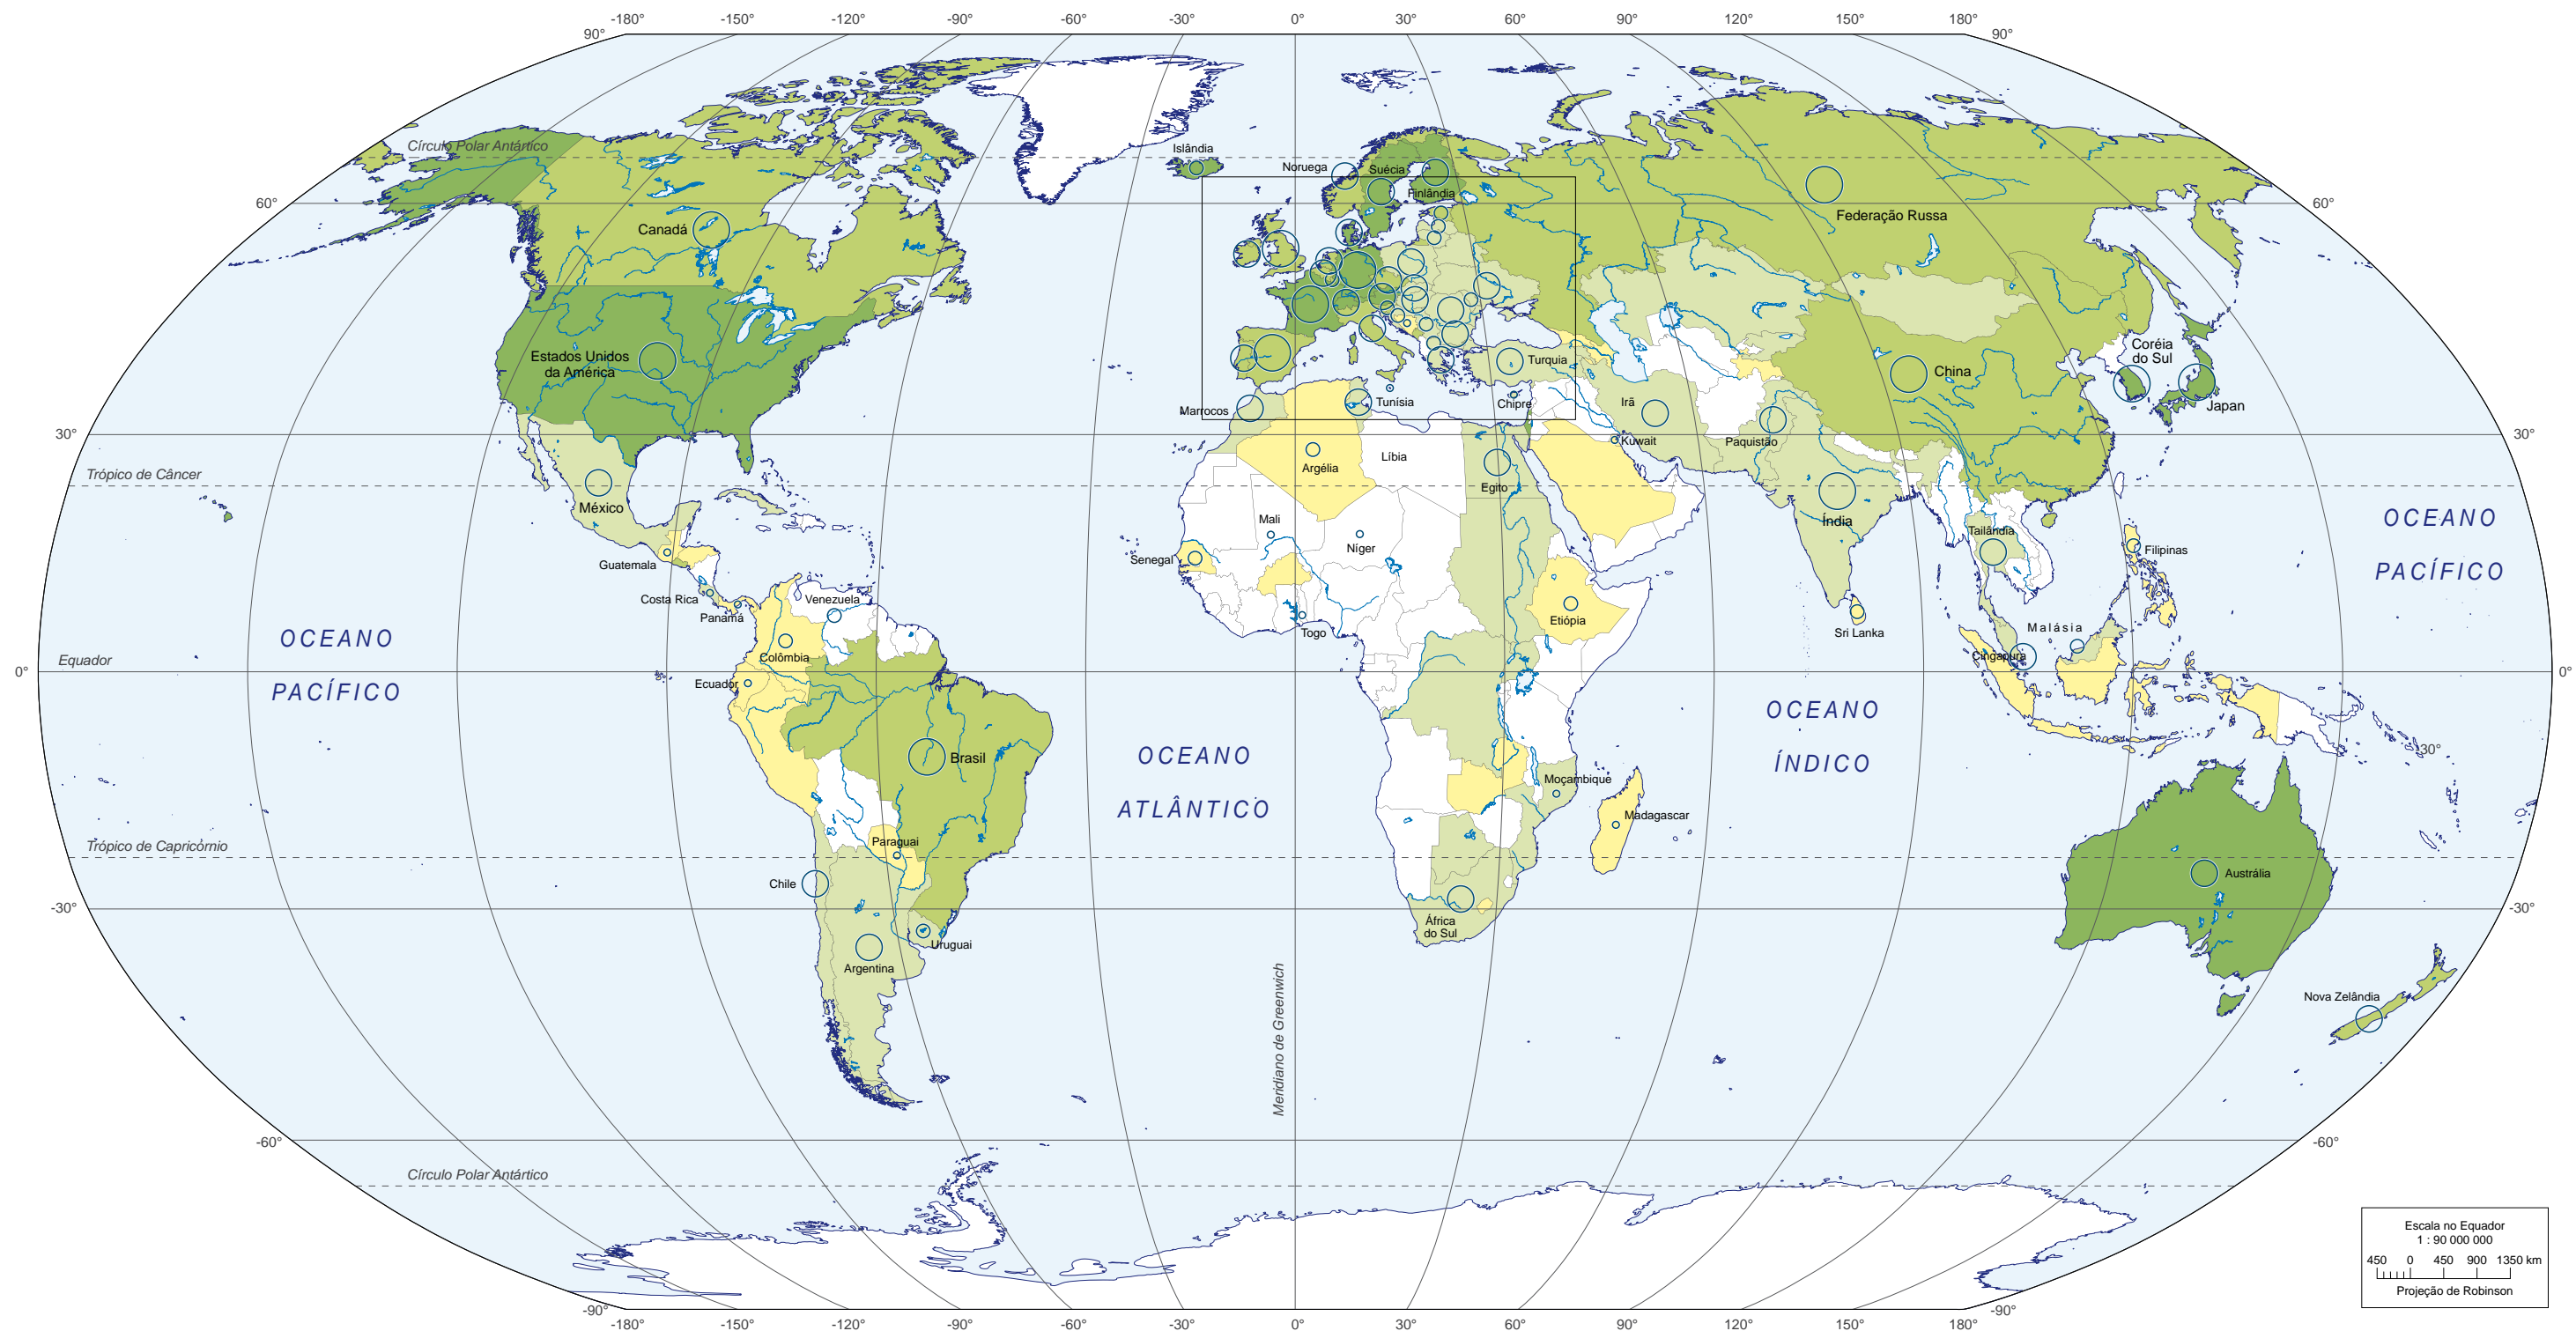 -180°
-150°
-120°
-90°
-60°
-30°
0°
30°
60°
90°
120°
150°
180°
90°
90°
Círculo Polar Antártico
Islândia
Noruega
Suécia
Finlândia
60°
60°
Canadá
Federação Russa
Estados Unidos
da América
Coréia
do Sul
China
Japan
Turquia
Marrocos
Tunísia
Chipre
Irã
30°
30°
Kuwait
Paquistão
Argélia
Líbia
Egito
Trópico de Câncer
México
Índia
OCEANO
PACÍFICO
Mali
Níger
Tailândia
Filipinas
Senegal
Guatemala
Costa Rica
Panamá
Venezuela
Togo
Etiópia
Sri Lanka
Malásia
Cingapura
OCEANO
PACÍFICO
Colômbia
Equador
0°
0°
Ecuador
OCEANO
ÍNDICO
OCEANO
ATLÂNTICO
Brasil
30°
Moçambique
Madagascar
Trópico de Capricórnio
Paraguai
Chile
Austrália
-30°
-30°
África
do Sul
Uruguai
Argentina
Nova Zelândia
Meridiano de Greenwich
-60°
-60°
Círculo Polar Antártico
Escala no Equador
1 : 90 000 000
450 0 450 900 1350 km
Projeção de Robinson
-90°
-90°
-180°
-150°
-120°
-90°
-60°
-30°
0°
30°
60°
90°
120°
150°
180°